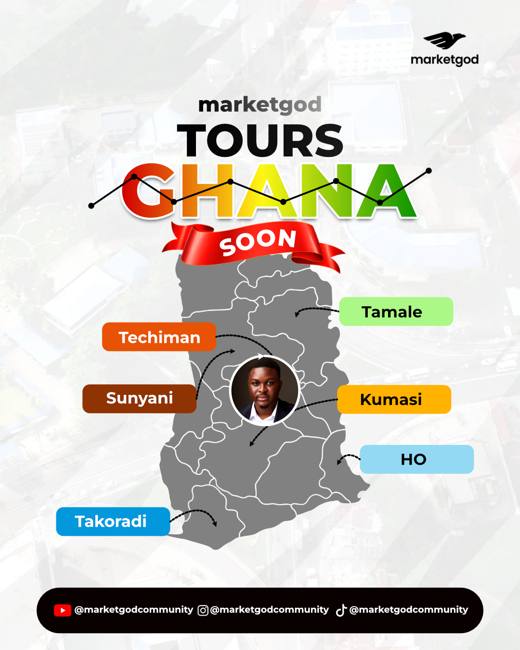 marketgod
marketgod
TOURS
GHANA
SOON
Tamale
Techiman
Sunyani
Kumasi
HO
Takoradi
@marketgodcommunity @marketgodcommunity @marketgodcommunity